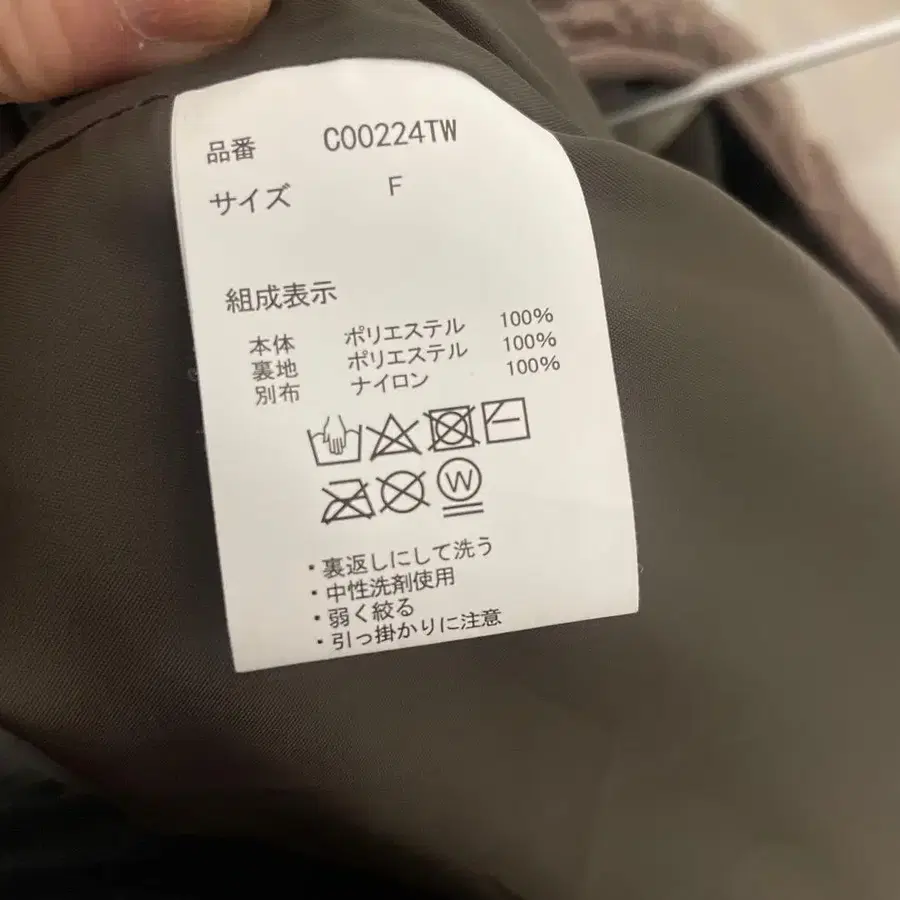 品番 C00224TW
サイズ F
組成表示
本体 ポリエステル 100%
裏地 ポリエステル 100%
別布 ナイロン 100%
W
・裏返しにして洗う
・中性洗剤使用
・弱く絞る
・引っ掛かりに注意